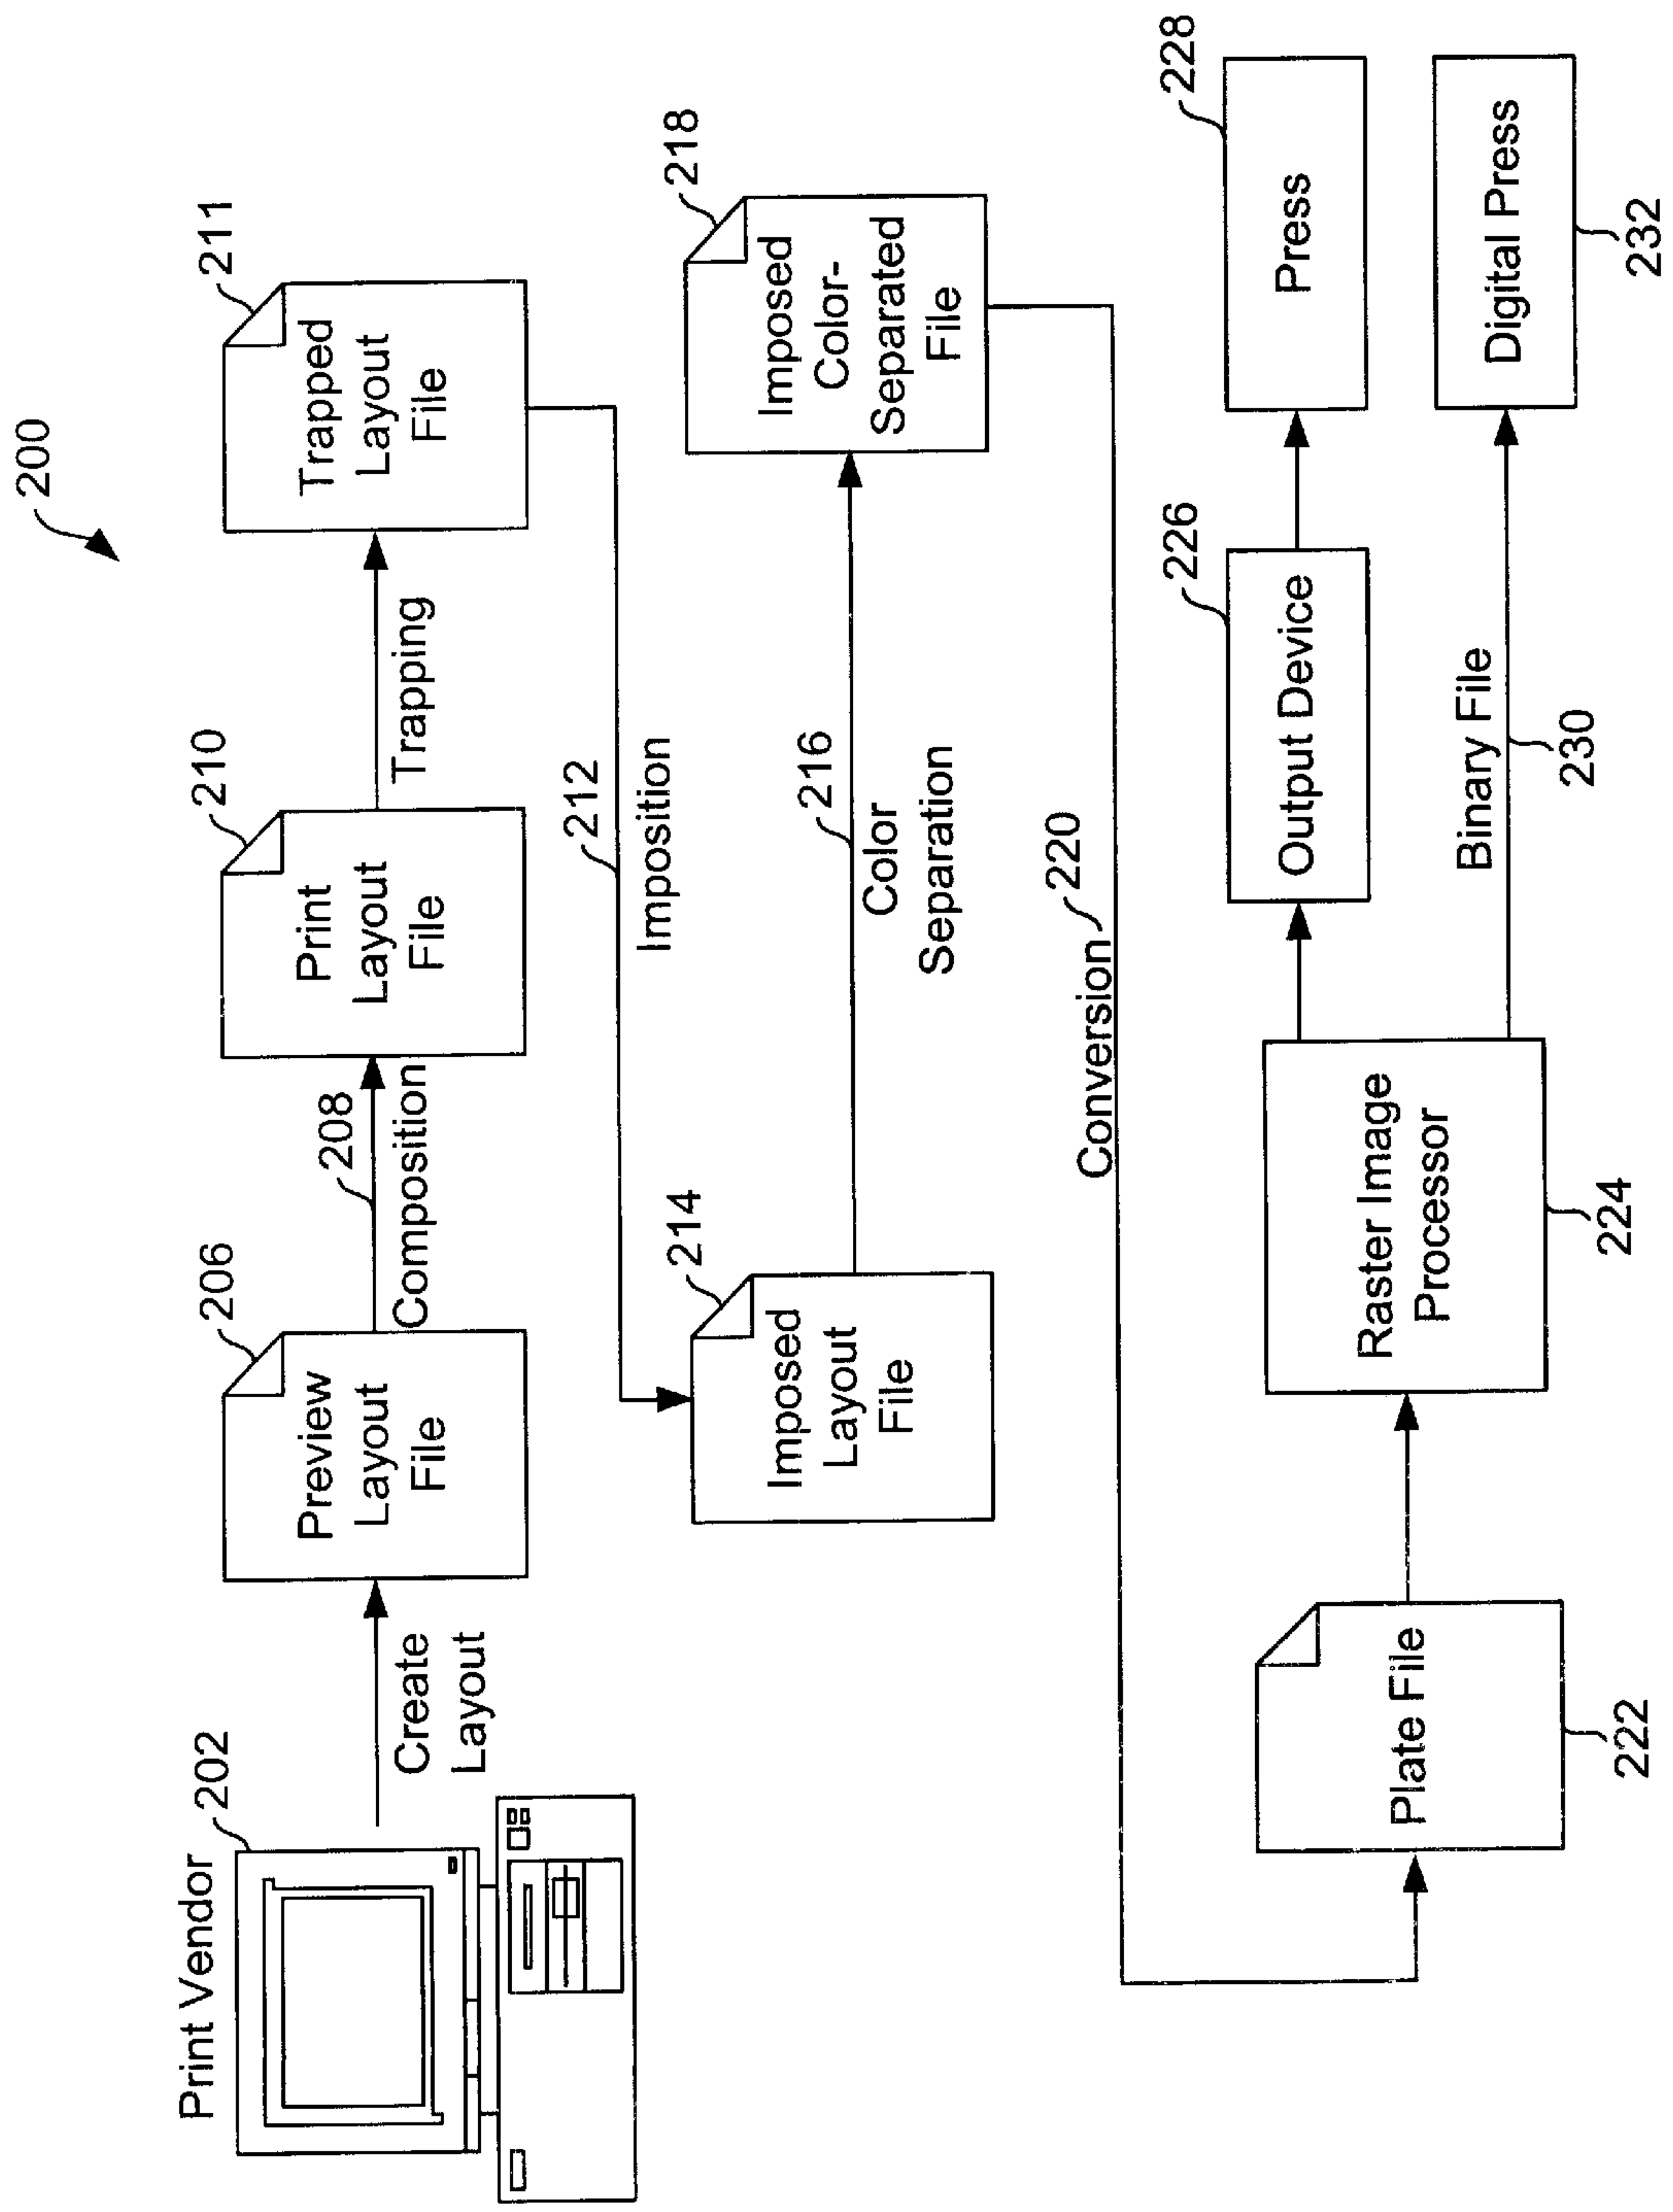 200
Print Vendor
202
Create
Layout
206
Preview
Layout
File
208
Composition
210
Print
Layout
File
Trapping
211
Trapped
Layout
File
212
Imposition
214
Imposed
Layout
File
216
Color
Separation
218
Imposed
Color-
Separated
File
Conversion
220
Plate File
222
Raster Image
Processor
224
226
Output Device
228
Press
Binary File
230
Digital Press
232